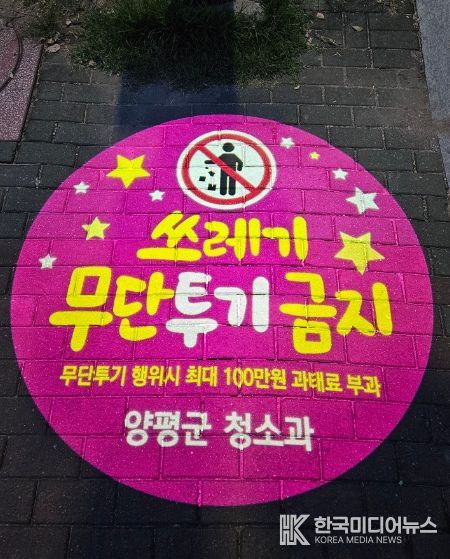 쓰레기
무단투기 금지
무단투기 행위시 최대 100만원 과태료 부과
양평군 청소과
HK 한국미디어뉴스
KOREA MEDIA NEWS